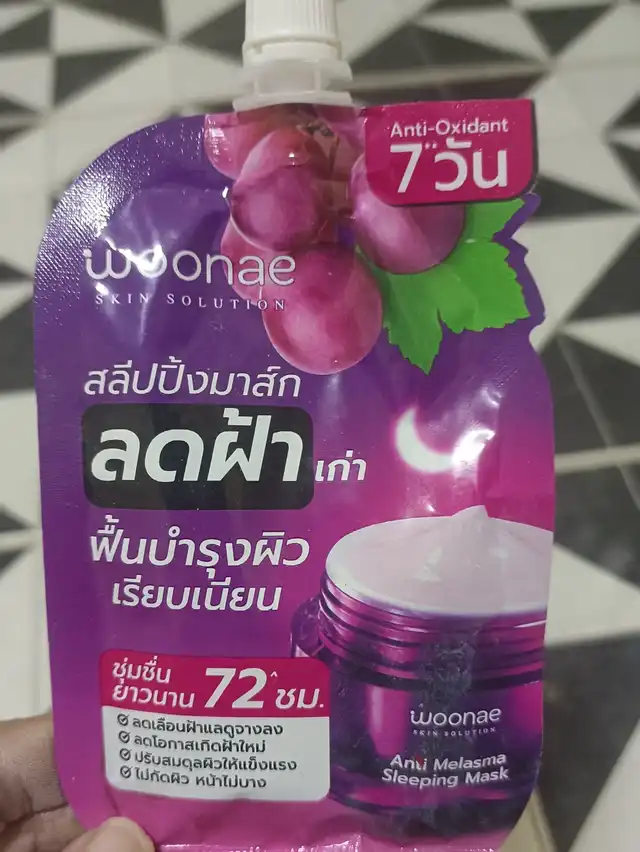 Anti-Oxidant
7** วัน
woonae
SKIN SOLUTION
สลีปปิ้งมาส์ก
ลดฝ้า เก่า
ฟื้นบำรุงผิว
เรียบเนียน
ชุ่มชื่น
ยาวนาน 72^ ชม.
ลดเลือนฝ้าแลดูจางลง
ลดโอกาสเกิดฝ้าใหม่
ปรับสมดุลผิวให้แข็งแรง
ไม่กัดผิว หน้าไม่บาง
woonae
SKIN SOLUTION
Anti Melasma
Sleeping Mask